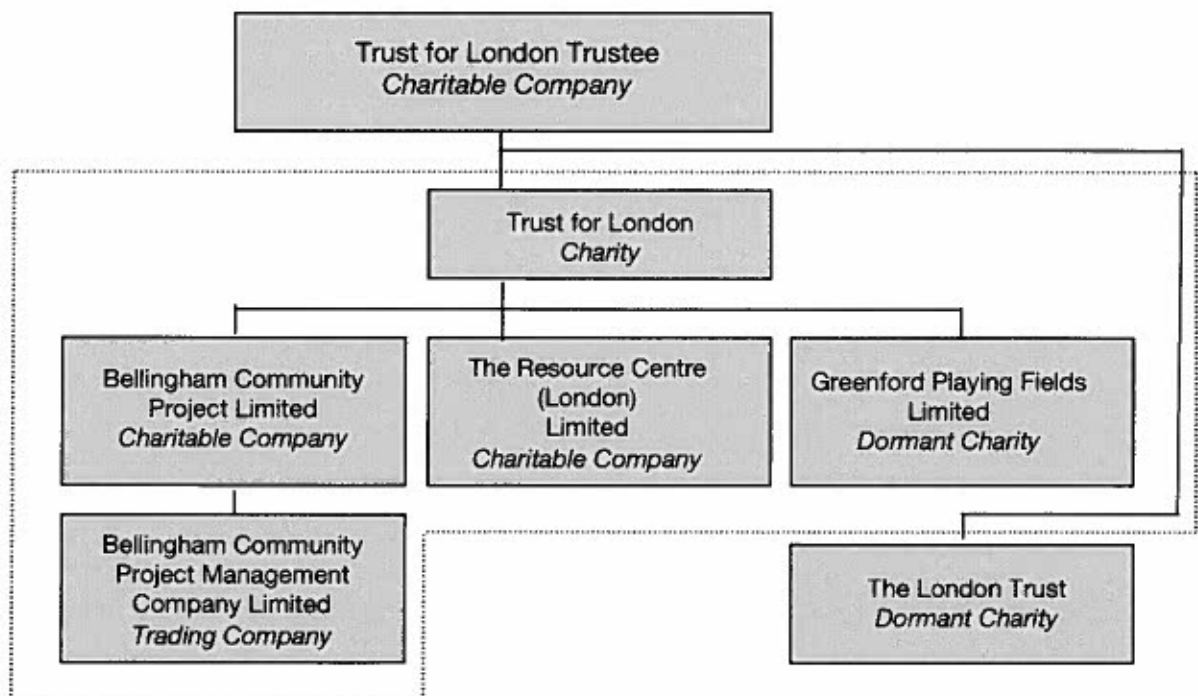 Trust for London Trustee
Charitable Company
Trust for London
Charity
Bellingham Community
Project Limited
Charitable Company
The Resource Centre
(London)
Limited
Charitable Company
Greenford Playing Fields
Limited
Dormant Charity
Bellingham Community
Project Management
Company Limited
Trading Company
The London Trust
Dormant Charity